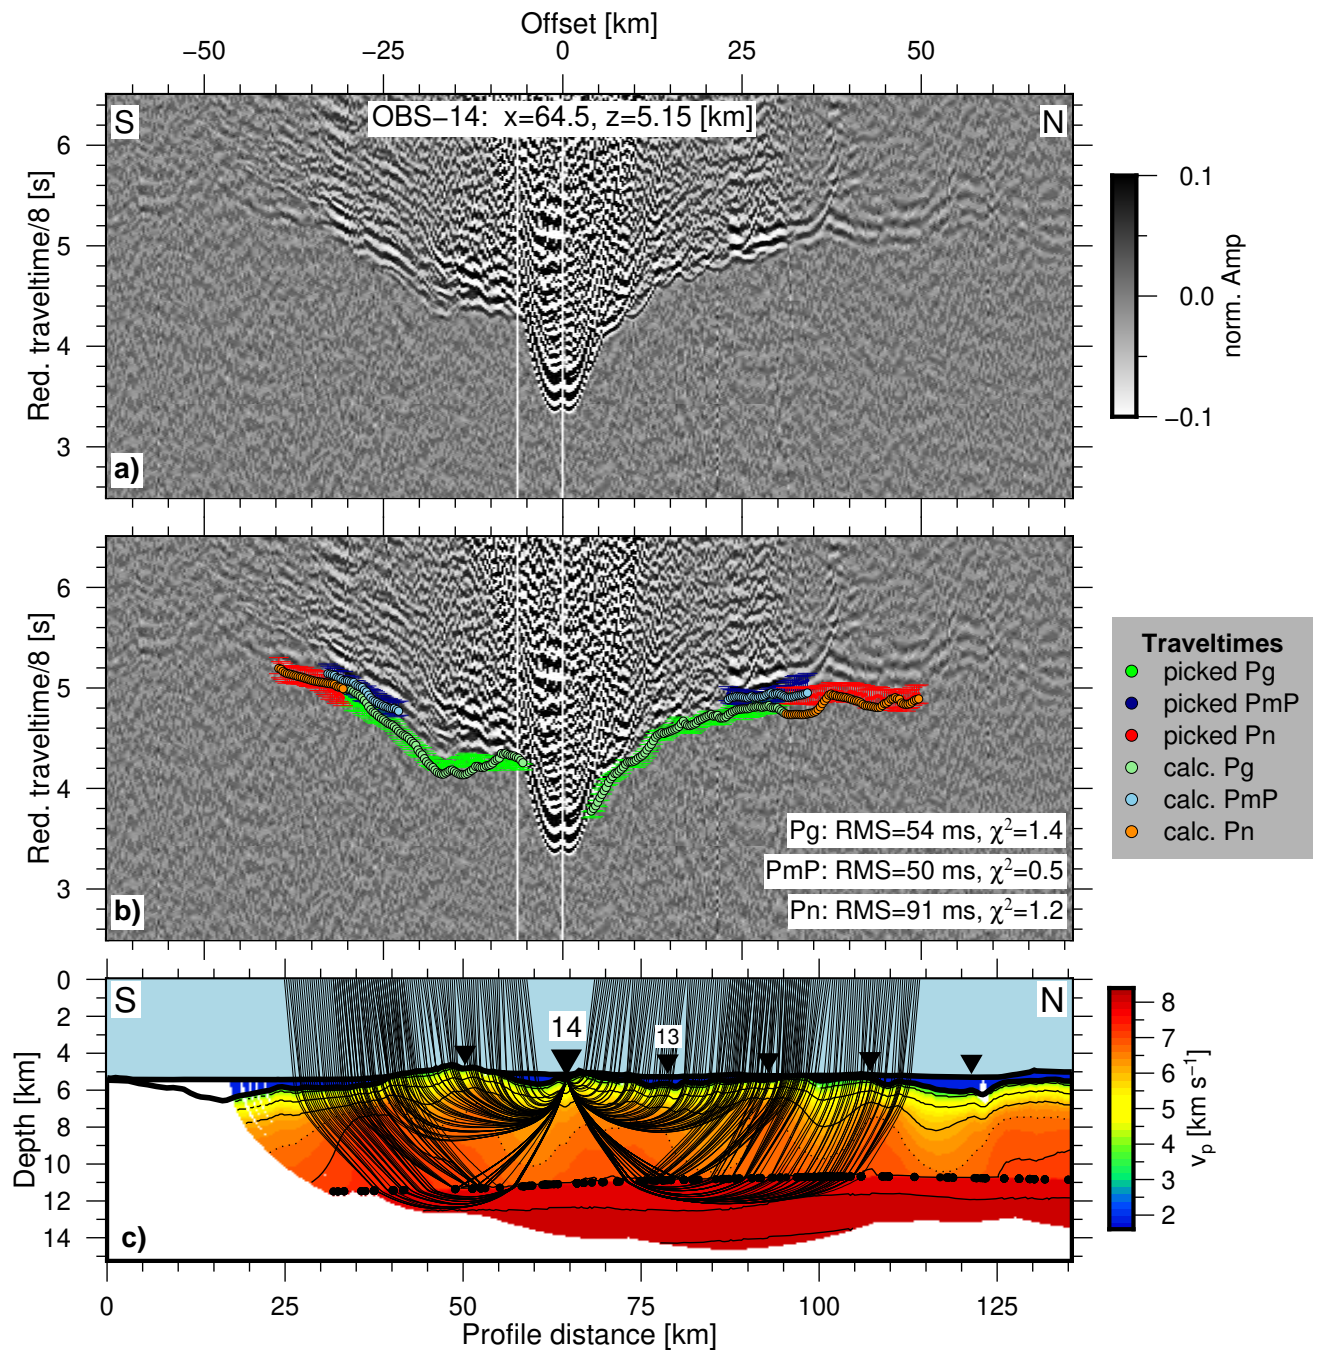 Offset [km]
−50 −25 0 25 50
S
OBS−14: x=64.5, z=5.15 [km]
N
6
5
4
3
Red. traveltime/8 [s]
a)
0.1
0.0
−0.1
norm. Amp
6
5
4
3
Red. traveltime/8 [s]
b)
Pg: RMS=54 ms, χ²=1.4
PmP: RMS=50 ms, χ²=0.5
Pn: RMS=91 ms, χ²=1.2
Traveltimes
picked Pg
picked PmP
picked Pn
calc. Pg
calc. PmP
calc. Pn
0
2
4
6
8
10
12
14
Depth [km]
S
14
13
N
c)
8
7
6
5
4
3
2
vₚ [km s⁻¹]
0 25 50 75 100 125
Profile distance [km]